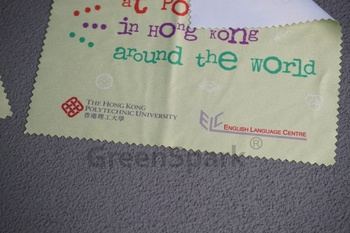 at Po
in Hong Kong
around the world
THE HONG KONG
POLYTECHNIC UNIVERSITY
香港理工大學
ELC
ENGLISH LANGUAGE CENTRE
GreenSpark
®